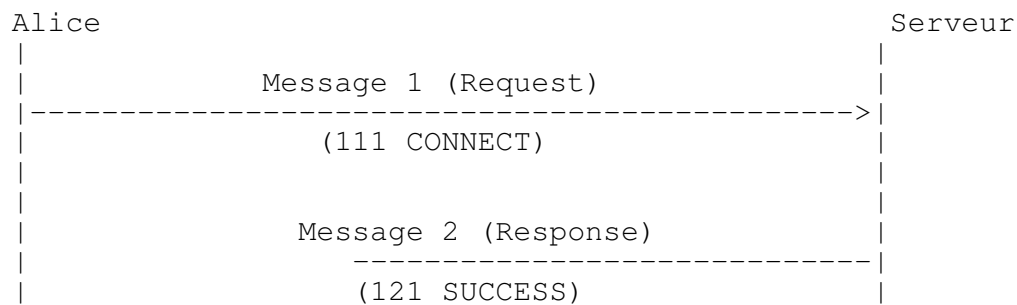 Alice Serveur
| |
| Message 1 (Request) |
|----------------------------------------------->|
| (111 CONNECT) |
| |
| |
| Message 2 (Response) |
| -----------------------------|
| (121 SUCCESS) |